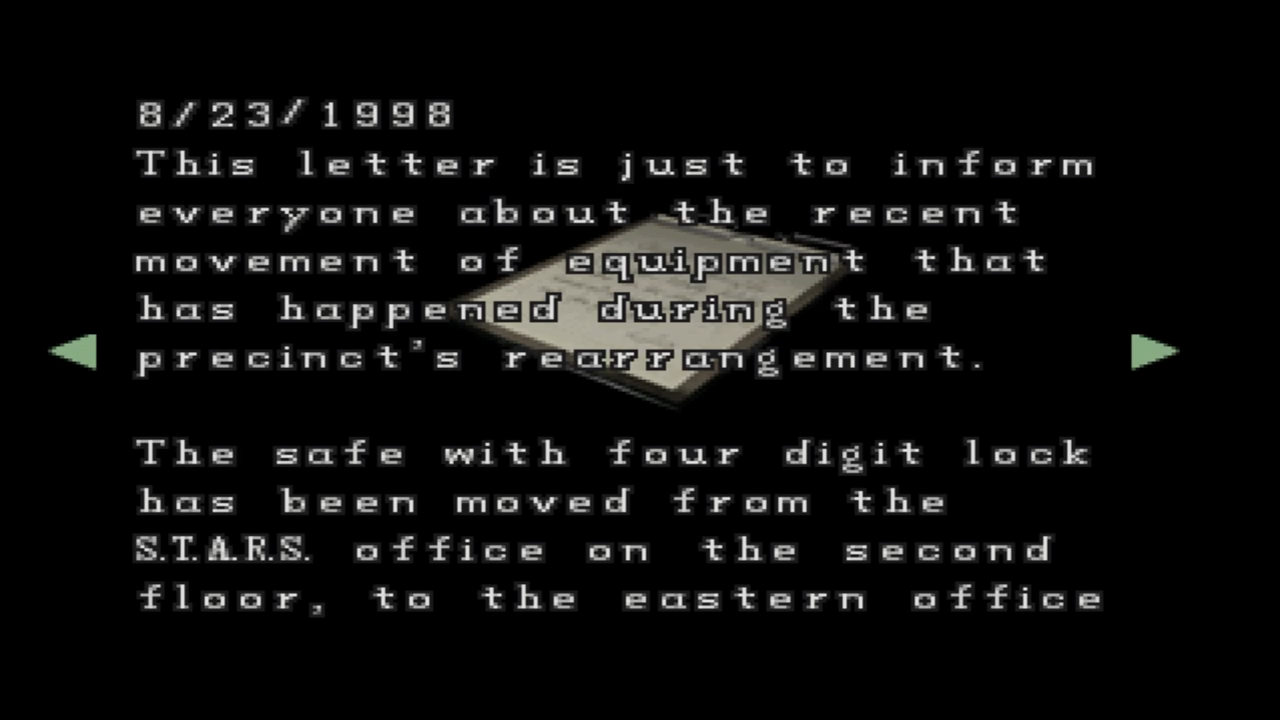 8/23/1998
This letter is just to inform
everyone about the recent
movement of equipment that
has happened during the
precinct's rearrangement.
The safe with four digit lock
has been moved from the
S.T.A.R.S. office on the second
floor, to the eastern office